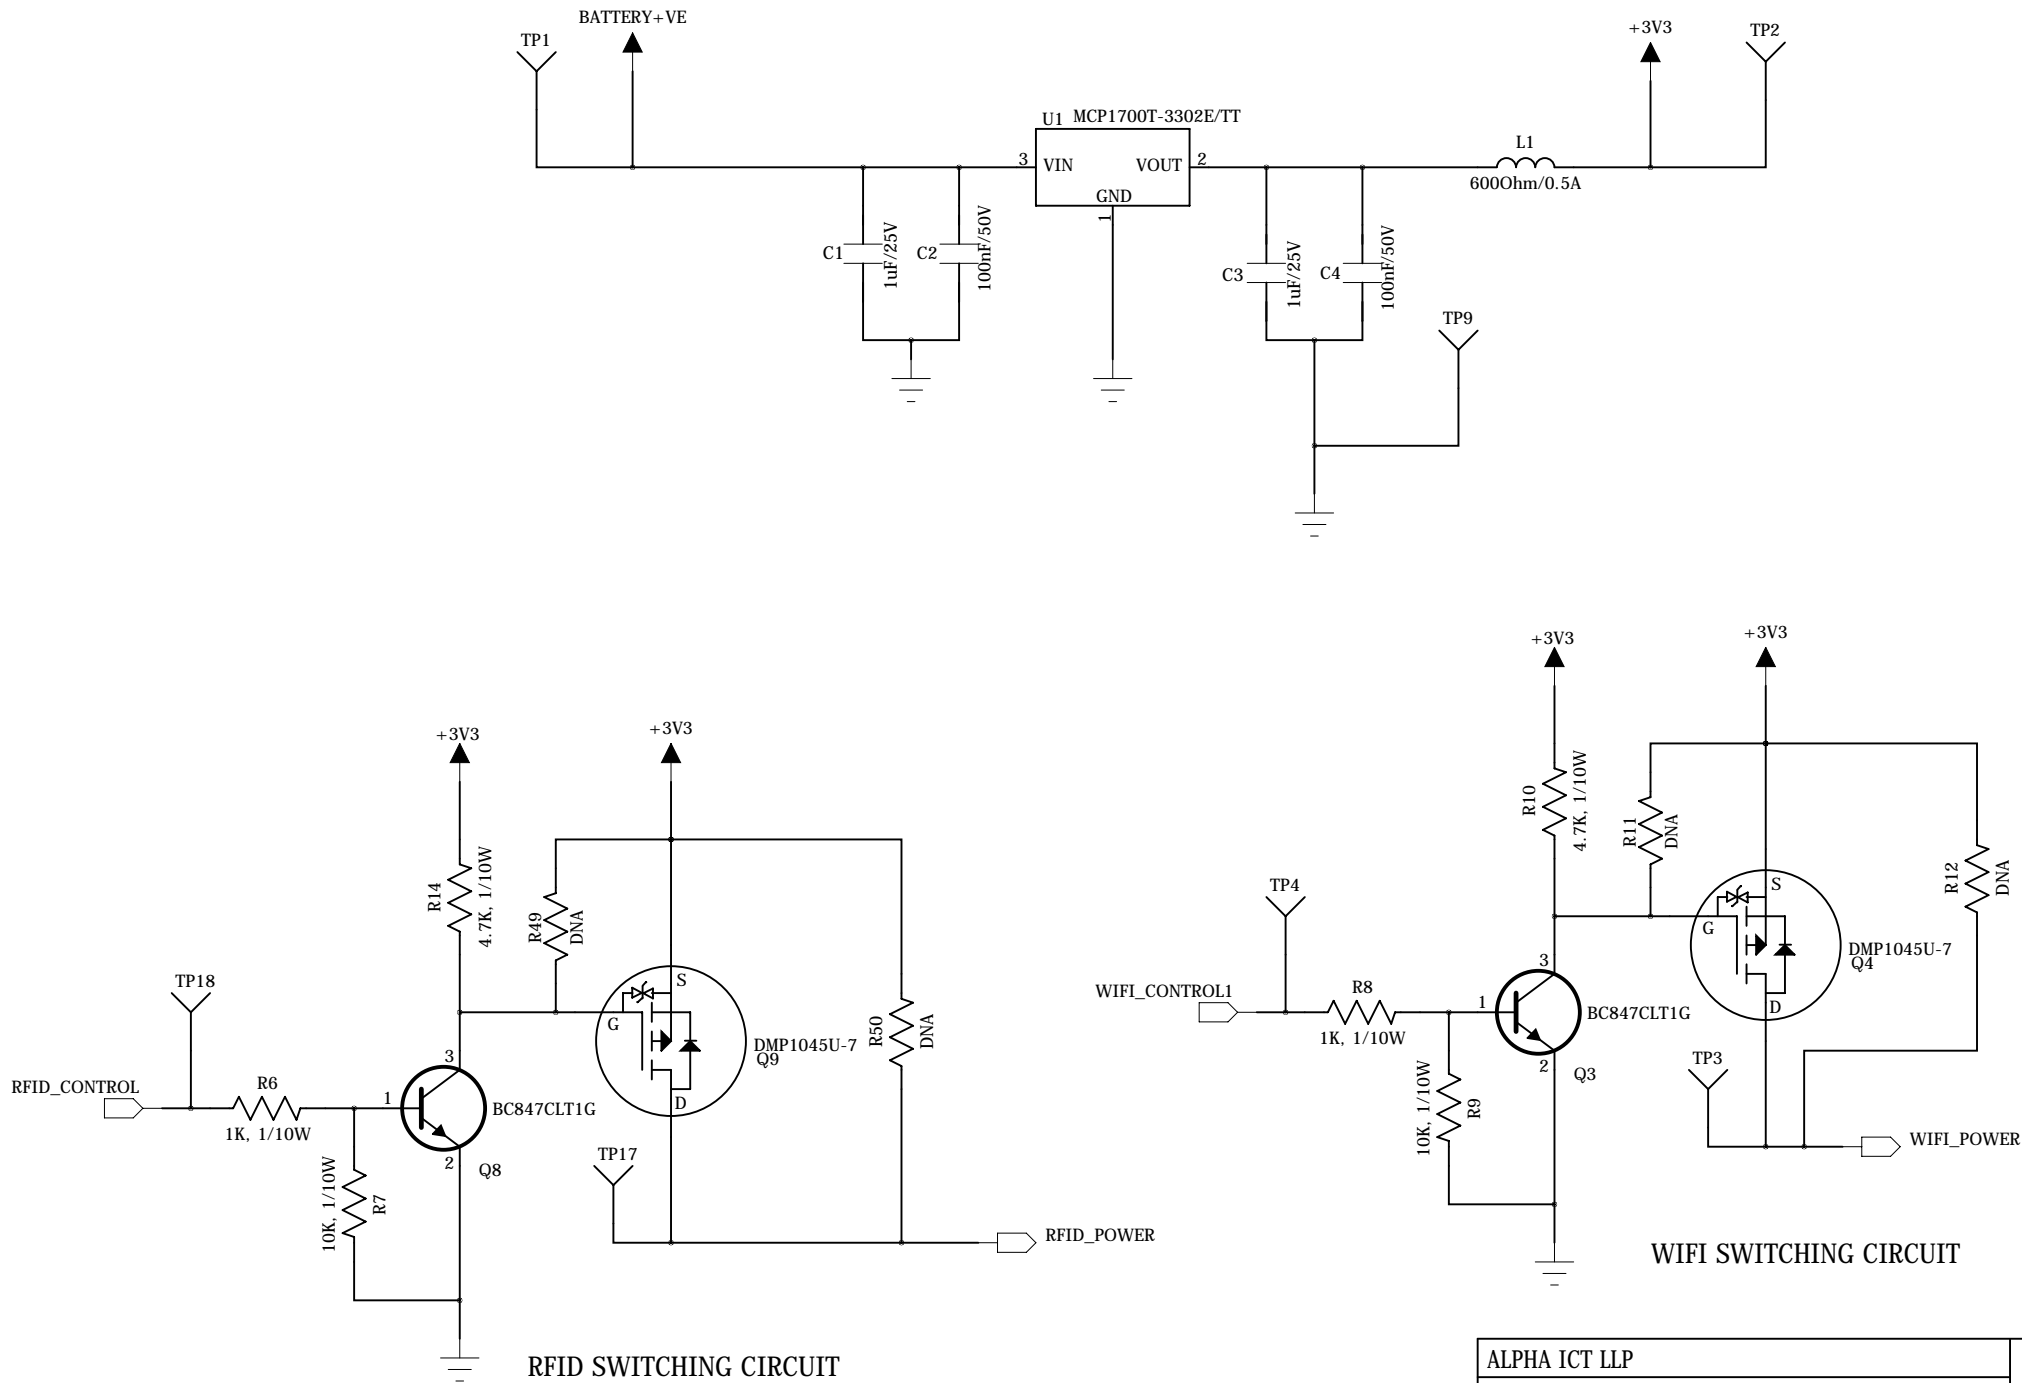 BATTERY+VE
TP1
+3V3
TP2
U1 MCP1700T-3302E/TT
3 VIN VOUT 2
GND
1
L1
600Ohm/0.5A
C1 1uF/25V
C2 100nF/50V
C3 1uF/25V
C4 100nF/50V
TP9
+3V3
+3V3
R14
4.7K, 1/10W
R49
DNA
TP18
RFID_CONTROL
R6
1K, 1/10W
1
3
2
BC847CLT1G
Q8
10K, 1/10W
R7
G
S
D
DMP1045U-7
Q9
R50
DNA
TP17
RFID_POWER
RFID SWITCHING CIRCUIT
+3V3
+3V3
R10
4.7K, 1/10W
R11
DNA
R12
DNA
TP4
WIFI_CONTROL1
R8
1K, 1/10W
1
3
2
BC847CLT1G
Q3
10K, 1/10W
R9
G
S
D
DMP1045U-7
Q4
TP3
WIFI_POWER
WIFI SWITCHING CIRCUIT
ALPHA ICT LLP